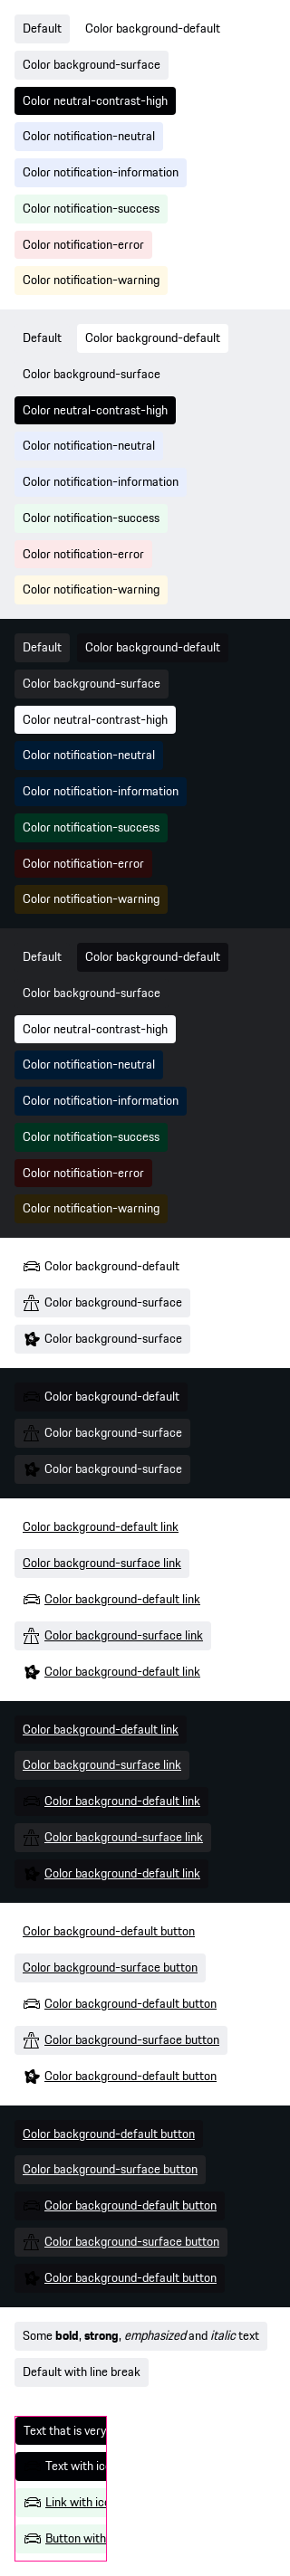 Default Color background-default
Color background-surface
Color neutral-contrast-high
Color notification-neutral
Color notification-information
Color notification-success
Color notification-error
Color notification-warning
Default Color background-default
Color background-surface
Color neutral-contrast-high
Color notification-neutral
Color notification-information
Color notification-success
Color notification-error
Color notification-warning
Default Color background-default
Color background-surface
Color neutral-contrast-high
Color notification-neutral
Color notification-information
Color notification-success
Color notification-error
Color notification-warning
Default Color background-default
Color background-surface
Color neutral-contrast-high
Color notification-neutral
Color notification-information
Color notification-success
Color notification-error
Color notification-warning
Color background-default
Color background-surface
Color background-surface
Color background-default
Color background-surface
Color background-surface
Color background-default link
Color background-surface link
Color background-default link
Color background-surface link
Color background-default link
Color background-default link
Color background-surface link
Color background-default link
Color background-surface link
Color background-default link
Color background-default button
Color background-surface button
Color background-default button
Color background-surface button
Color background-default button
Color background-default button
Color background-surface button
Color background-default button
Color background-surface button
Color background-default button
Some bold, strong, emphasized and italic text
Default with line break
Text that is very
Text with ic
Link with ic
Button with